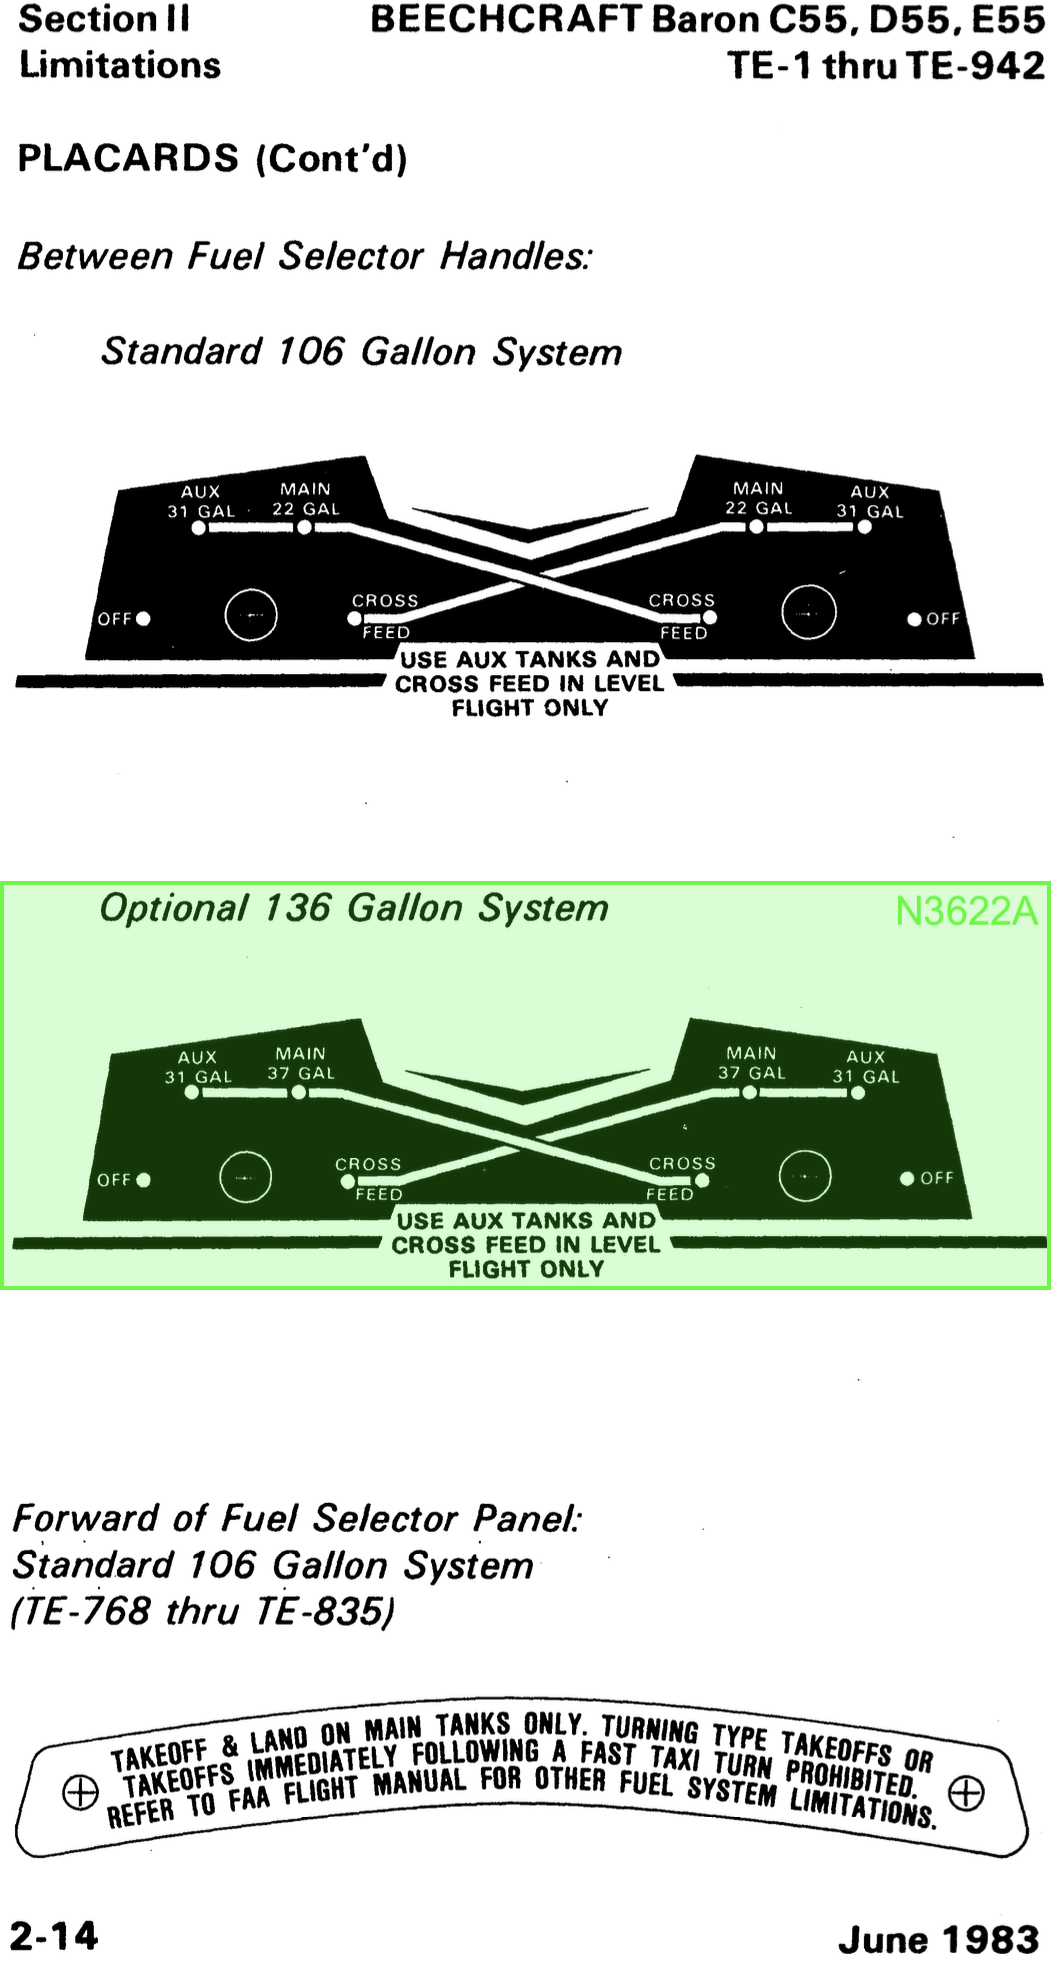 Section II
BEECHCRAFT Baron C55, D55, E55
Limitations
TE-1 thru TE-942
PLACARDS (Cont'd)
Between Fuel Selector Handles:
Standard 106 Gallon System
AUX
31 GAL
MAIN
22 GAL
MAIN
22 GAL
AUX
31 GAL
OFF
CROSS
FEED
CROSS
FEED
OFF
USE AUX TANKS AND
CROSS FEED IN LEVEL
FLIGHT ONLY
Optional 136 Gallon System
N3622A
AUX
31 GAL
MAIN
37 GAL
MAIN
37 GAL
AUX
31 GAL
OFF
CROSS
FEED
CROSS
FEED
OFF
USE AUX TANKS AND
CROSS FEED IN LEVEL
FLIGHT ONLY
Forward of Fuel Selector Panel:
Standard 106 Gallon System
(TE-768 thru TE-835)
TAKEOFF & LAND ON MAIN TANKS ONLY. TURNING TYPE TAKEOFFS OR
TAKEOFFS IMMEDIATELY FOLLOWING A FAST TAXI TURN PROHIBITED.
REFER TO FAA FLIGHT MANUAL FOR OTHER FUEL SYSTEM LIMITATIONS.
2-14
June 1983